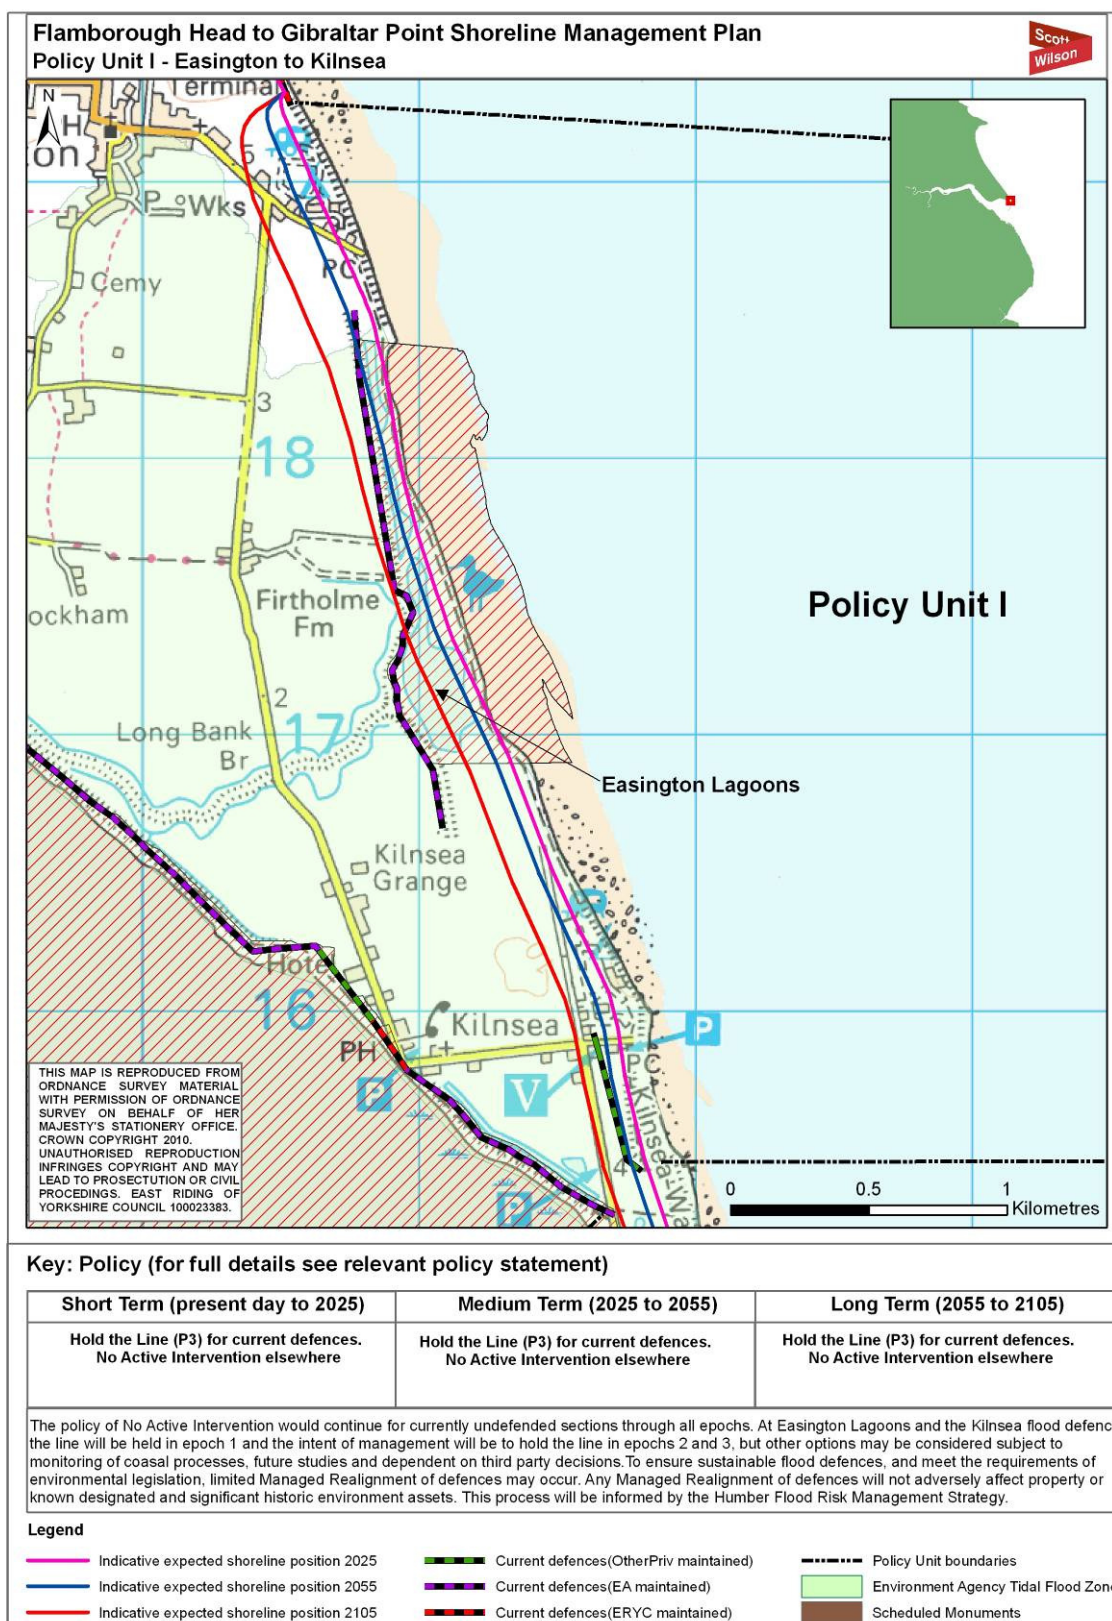 Flamborough Head to Gibraltar Point Shoreline Management Plan
Policy Unit I - Easington to Kilnsea
Scott
Wilson
Terminal
N
H
on
5
P
Wks
PC
Cemy
3
18
ockham
Firtholme
Fm
Policy Unit I
2
17
Long Bank
Br
Easington Lagoons
Kilnsea
Grange
Hotel
16
Kilnsea
P
PH
PC
P
V
Kilnsea Wa
4
P
THIS MAP IS REPRODUCED FROM
ORDNANCE SURVEY MATERIAL
WITH PERMISSION OF ORDNANCE
SURVEY ON BEHALF OF HER
MAJESTY'S STATIONERY OFFICE.
CROWN COPYRIGHT 2010.
UNAUTHORISED REPRODUCTION
INFRINGES COPYRIGHT AND MAY
LEAD TO PROSECTUTION OR CIVIL
PROCEDINGS. EAST RIDING OF
YORKSHIRE COUNCIL 100023383.
0 0.5 1
Kilometres
Key: Policy (for full details see relevant policy statement)
Short Term (present day to 2025) Medium Term (2025 to 2055) Long Term (2055 to 2105)
Hold the Line (P3) for current defences. Hold the Line (P3) for current defences. Hold the Line (P3) for current defences.
No Active Intervention elsewhere No Active Intervention elsewhere No Active Intervention elsewhere
The policy of No Active Intervention would continue for currently undefended sections through all epochs. At Easington Lagoons and the Kilnsea flood defenc
the line will be held in epoch 1 and the intent of management will be to hold the line in epochs 2 and 3, but other options may be considered subject to
monitoring of coasal processes, future studies and dependent on third party decisions.To ensure sustainable flood defences, and meet the requirements of
environmental legislation, limited Managed Realignment of defences may occur. Any Managed Realignment of defences will not adversely affect property or
known designated and significant historic environment assets. This process will be informed by the Humber Flood Risk Management Strategy.
Legend
Indicative expected shoreline position 2025 Current defences(OtherPriv maintained) Policy Unit boundaries
Indicative expected shoreline position 2055 Current defences(EA maintained) Environment Agency Tidal Flood Zon
Indicative expected shoreline position 2105 Current defences(ERYC maintained) Scheduled Monuments